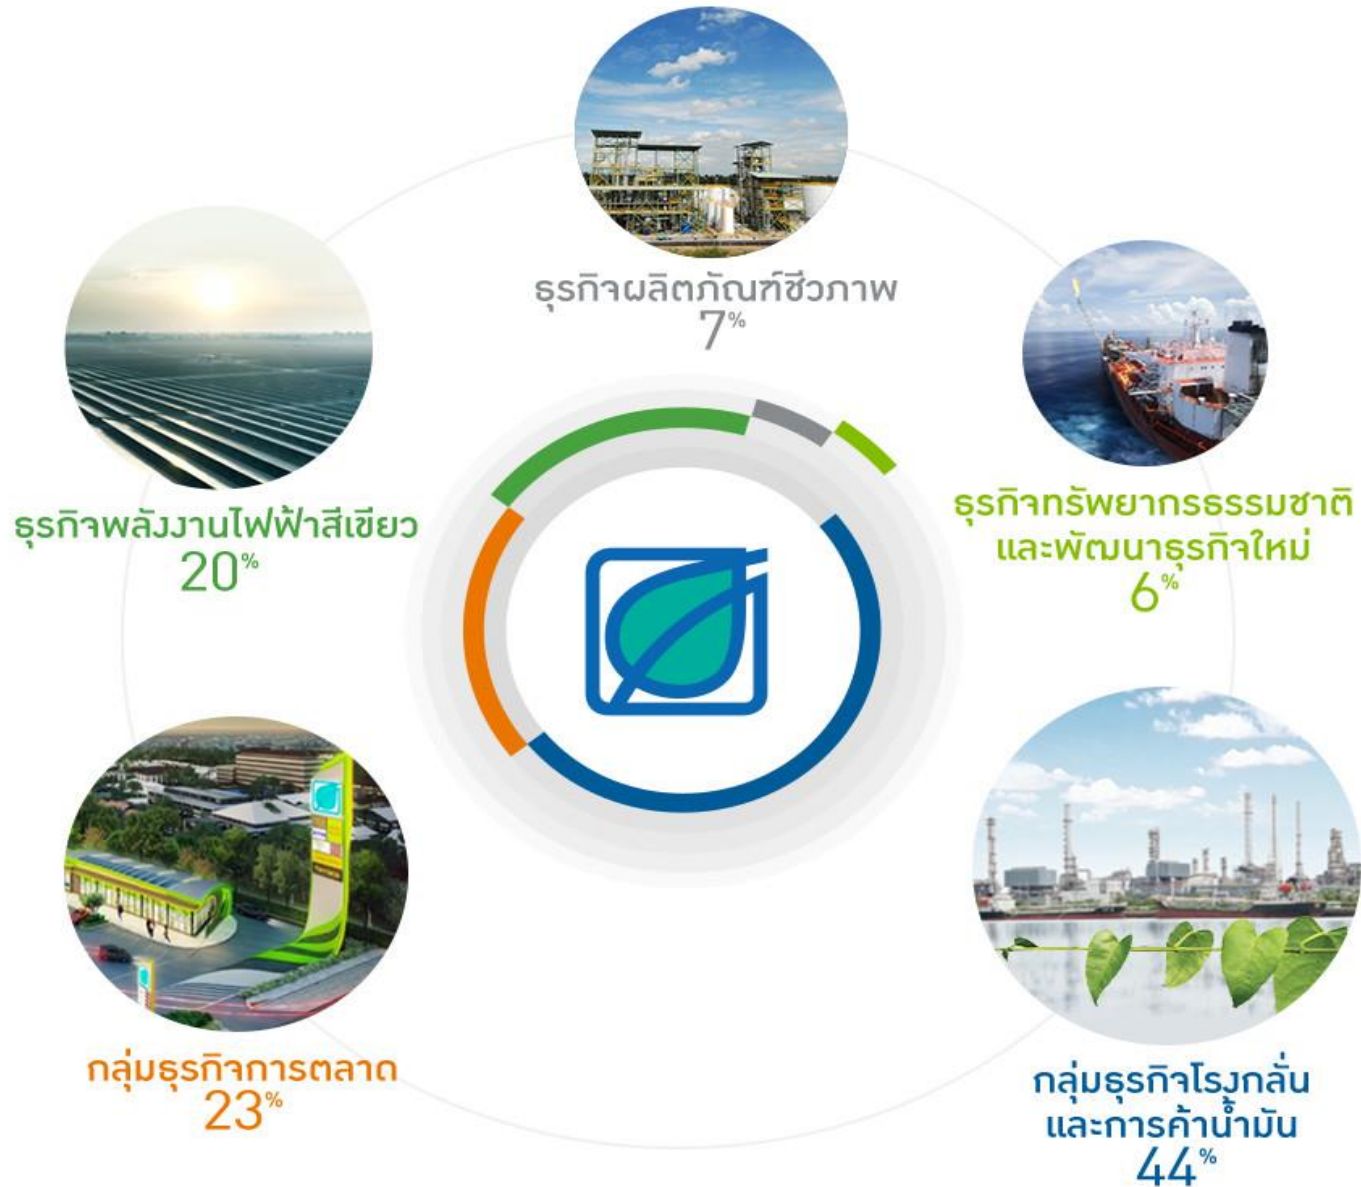 ธุรกิจผลิตภัณฑ์ชีวภาพ
7%
ธุรกิจพลังงานไฟฟ้าสีเขียว
20%
ธุรกิจทรัพยากรธรรมชาติ
และพัฒนาธุรกิจใหม่
6%
กลุ่มธุรกิจการตลาด
23%
กลุ่มธุรกิจโรงกลั่น
และการค้าน้ำมัน
44%